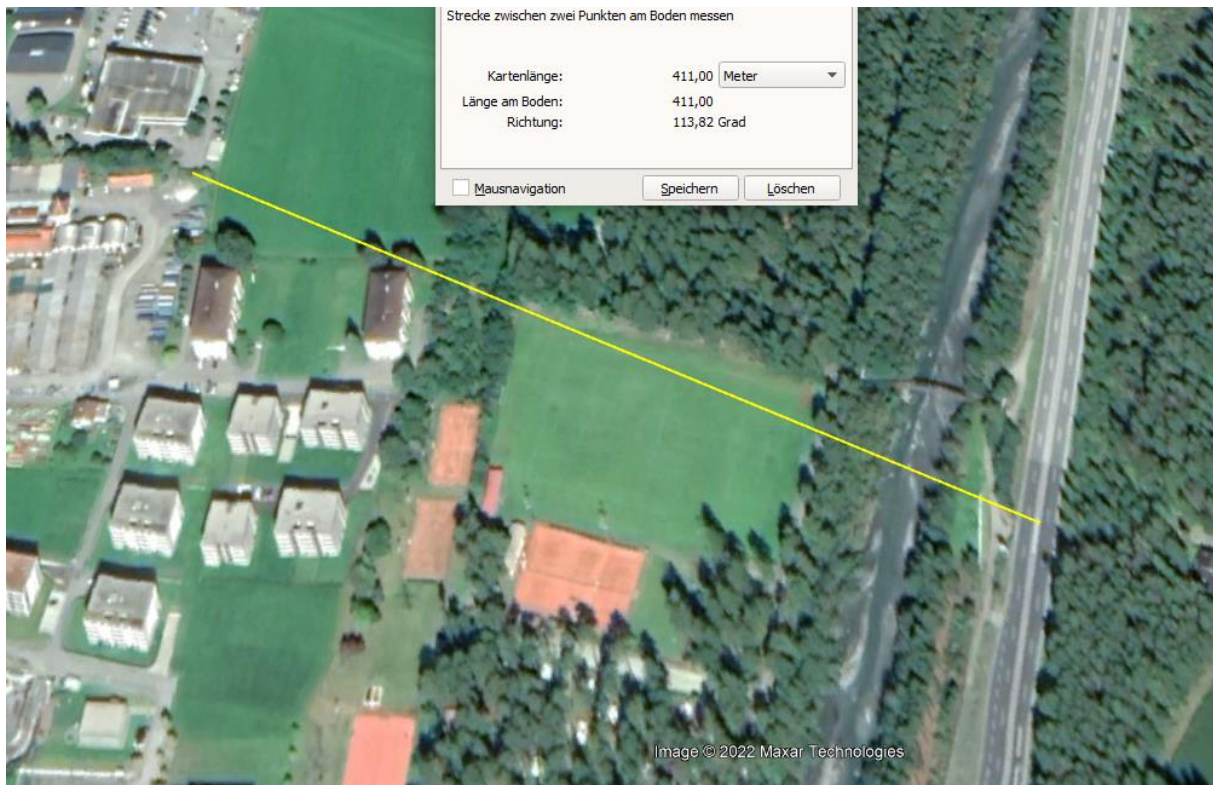 Strecke zwischen zwei Punkten am Boden messen
Kartenlänge: 411,00 Meter
Länge am Boden: 411,00
Richtung: 113,82 Grad
Mausnavigation Speichern Löschen
Image © 2022 Maxar Technologies